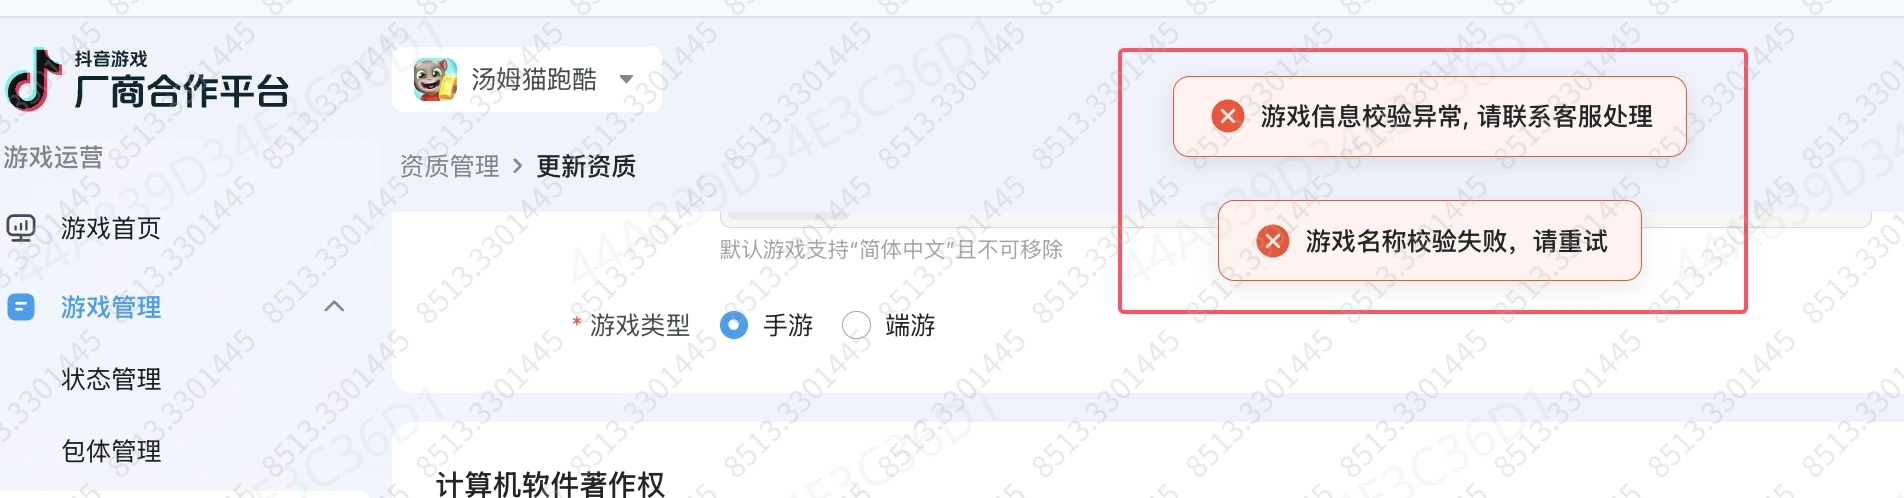 抖音游戏
厂商合作平台
汤姆猫跑酷
游戏信息校验异常,请联系客服处理
游戏运营
资质管理 > 更新资质
游戏首页
默认游戏支持“简体中文”且不可移除
游戏名称校验失败，请重试
游戏管理
* 游戏类型 手游 端游
状态管理
包体管理
计算机软件著作权
8513.3301445
44A839D34E3C36D1